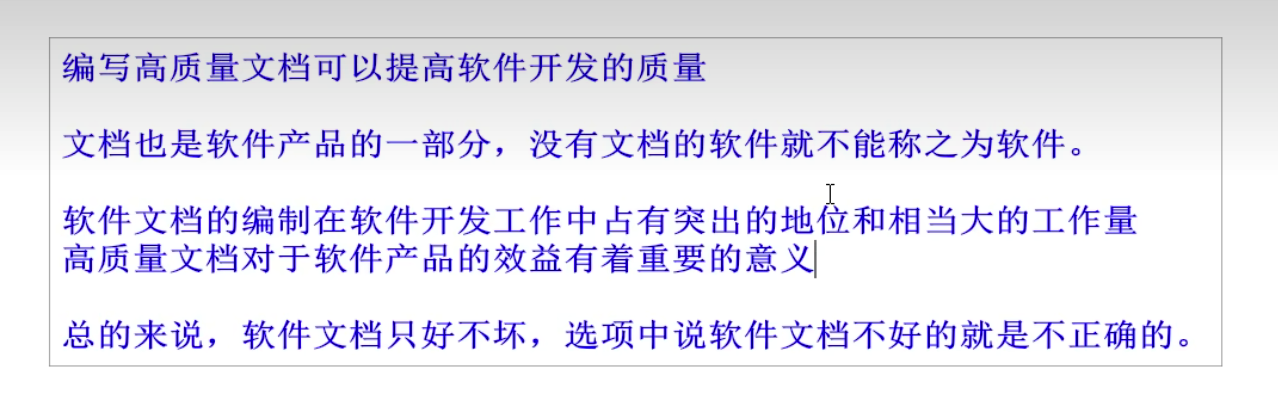 编写高质量文档可以提高软件开发的质量
文档也是软件产品的一部分，没有文档的软件就不能称之为软件。
软件文档的编制在软件开发工作中占有突出的地位和相当大的工作量
高质量文档对于软件产品的效益有着重要的意义
总的来说，软件文档只好不坏，选项中说软件文档不好的就是不正确的。